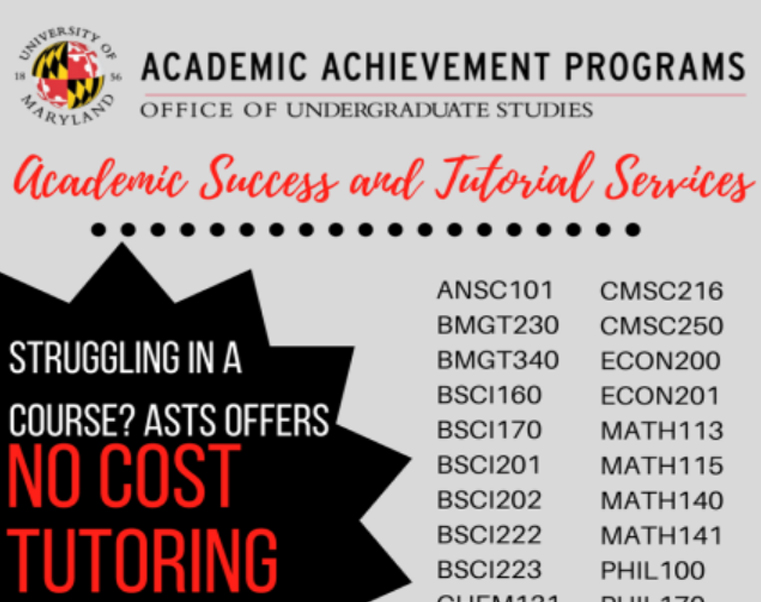 UNIVERSITY OF
18 56
MARYLAND
ACADEMIC ACHIEVEMENT PROGRAMS
OFFICE OF UNDERGRADUATE STUDIES
Academic Success and Tutorial Services
STRUGGLING IN A
COURSE? ASTS OFFERS
NO COST
TUTORING
ANSC101
BMGT230
BMGT340
BSCI160
BSCI170
BSCI201
BSCI202
BSCI222
BSCI223
CHEM131
CMSC216
CMSC250
ECON200
ECON201
MATH113
MATH115
MATH140
MATH141
PHIL100
PHIL170